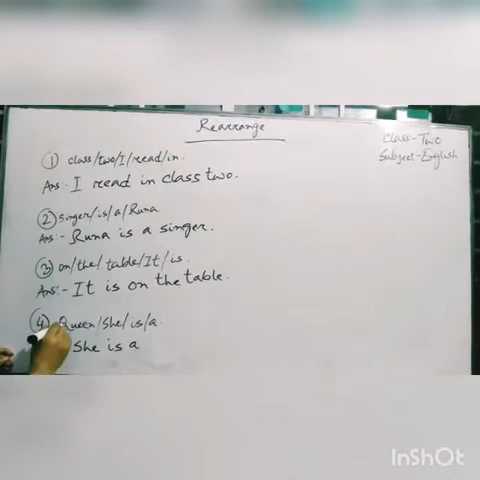 Rearrange
Class-Two
Subject-English
① class/two/I/read/in.
Ans:- I read in class two.
② singer/is/a/Runa
Ans:- Runa is a singer.
③ on/the/table/It/is.
Ans:- It is on the table.
④ Queen/She/is/a.
She is a
InShOt